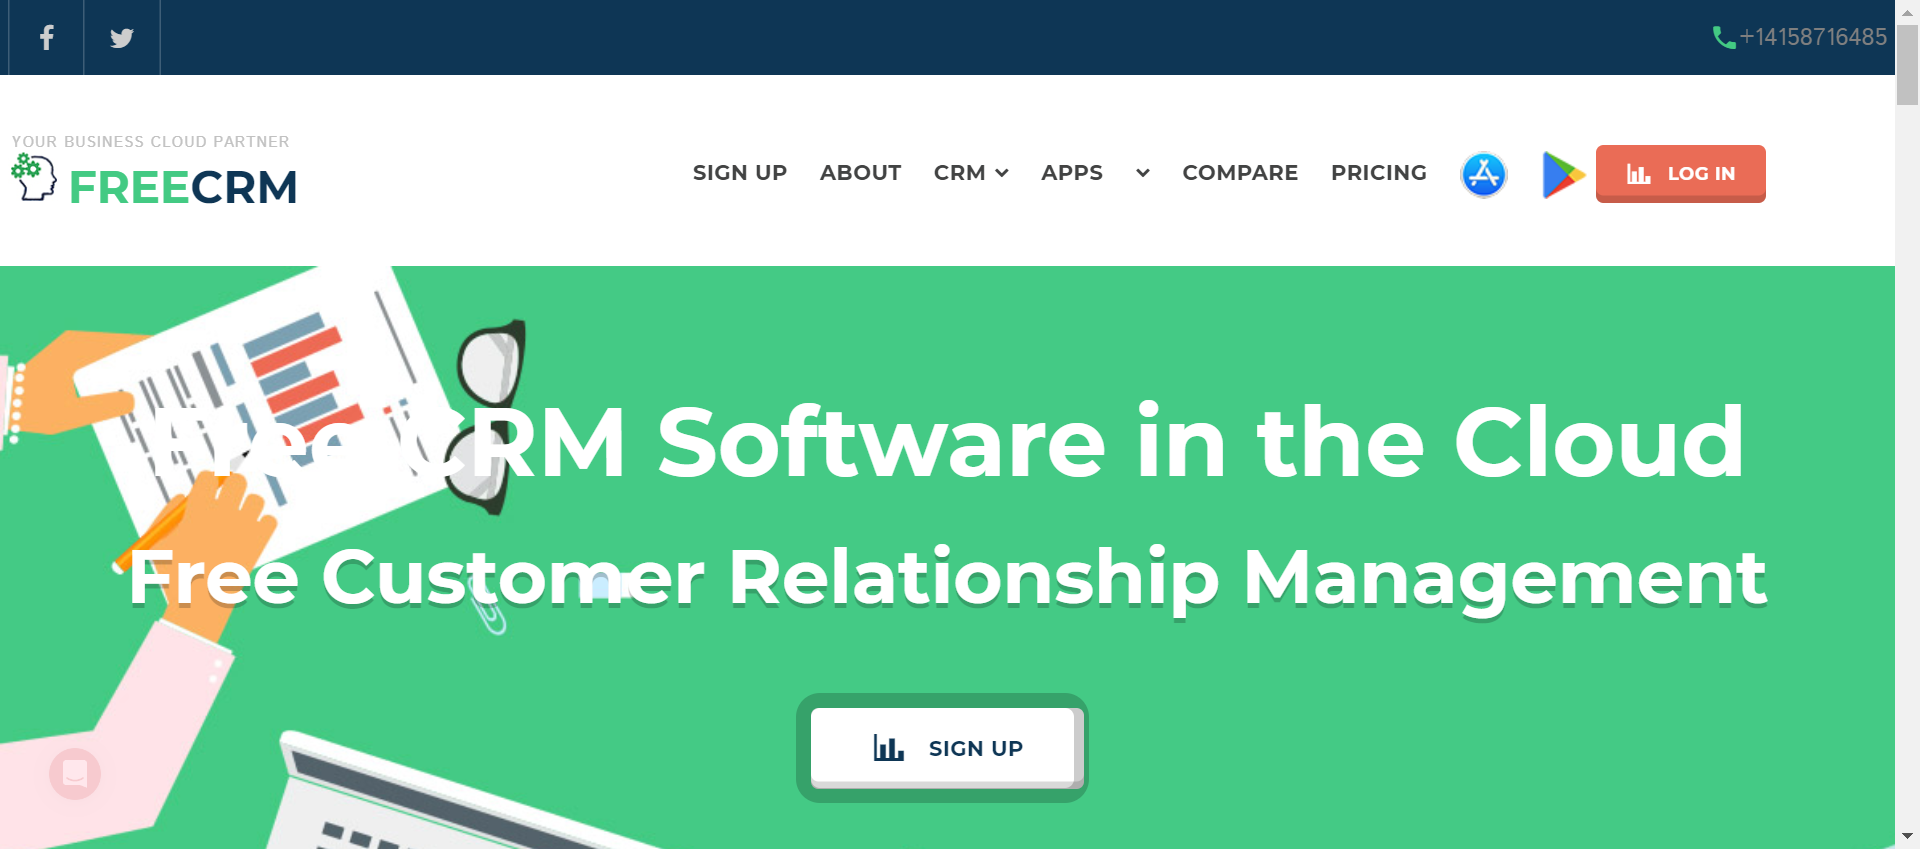 +14158716485
YOUR BUSINESS CLOUD PARTNER
FREECRM
SIGN UP ABOUT CRM APPS COMPARE PRICING LOG IN
Free CRM Software in the Cloud
Free Customer Relationship Management
SIGN UP